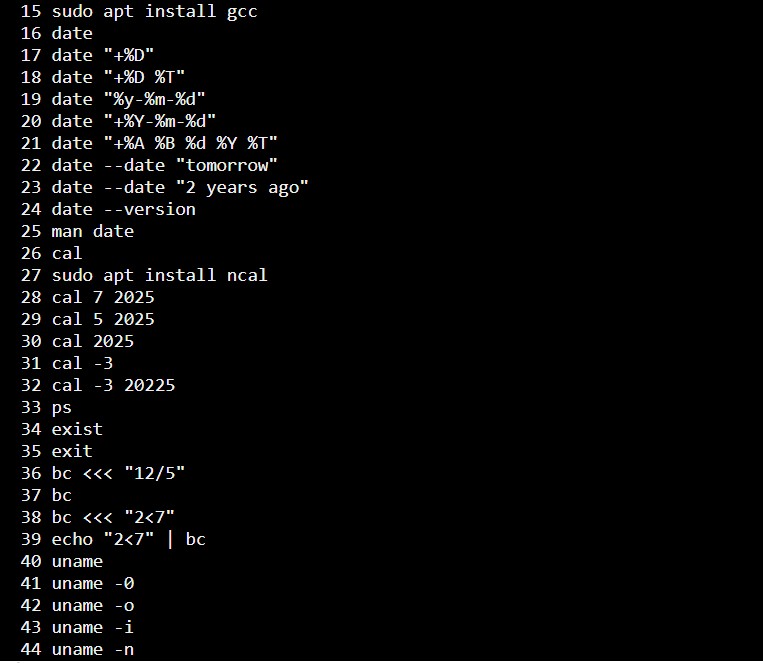 15 sudo apt install gcc
16 date
17 date "+%D"
18 date "+%D %T"
19 date "%y-%m-%d"
20 date "+%Y-%m-%d"
21 date "+%A %B %d %Y %T"
22 date --date "tomorrow"
23 date --date "2 years ago"
24 date --version
25 man date
26 cal
27 sudo apt install ncal
28 cal 7 2025
29 cal 5 2025
30 cal 2025
31 cal -3
32 cal -3 20225
33 ps
34 exist
35 exit
36 bc <<< "12/5"
37 bc
38 bc <<< "2<7"
39 echo "2<7" | bc
40 uname
41 uname -0
42 uname -o
43 uname -i
44 uname -n